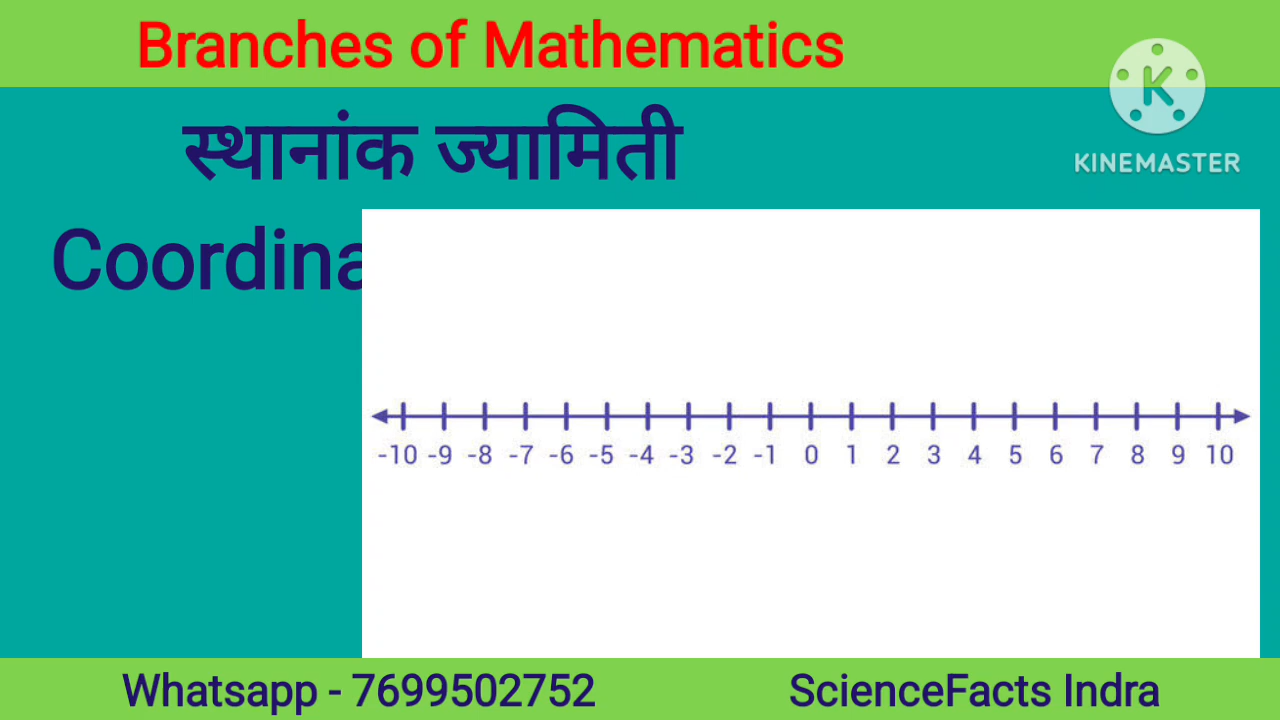 Branches of Mathematics
K
KINEMASTER
स्थानांक ज्यामिती
Coordina
-10 -9 -8 -7 -6 -5 -4 -3 -2 -1 0 1 2 3 4 5 6 7 8 9 10
Whatsapp - 7699502752
ScienceFacts Indra